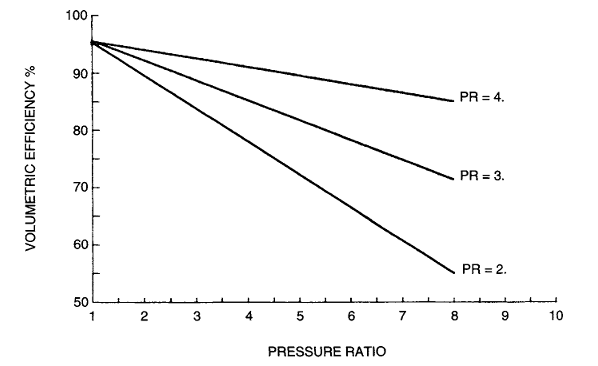 100
90
80
70
60
50
VOLUMETRIC EFFICIENCY %
PR = 4.
PR = 3.
PR = 2.
1 2 3 4 5 6 7 8 9 10
PRESSURE RATIO